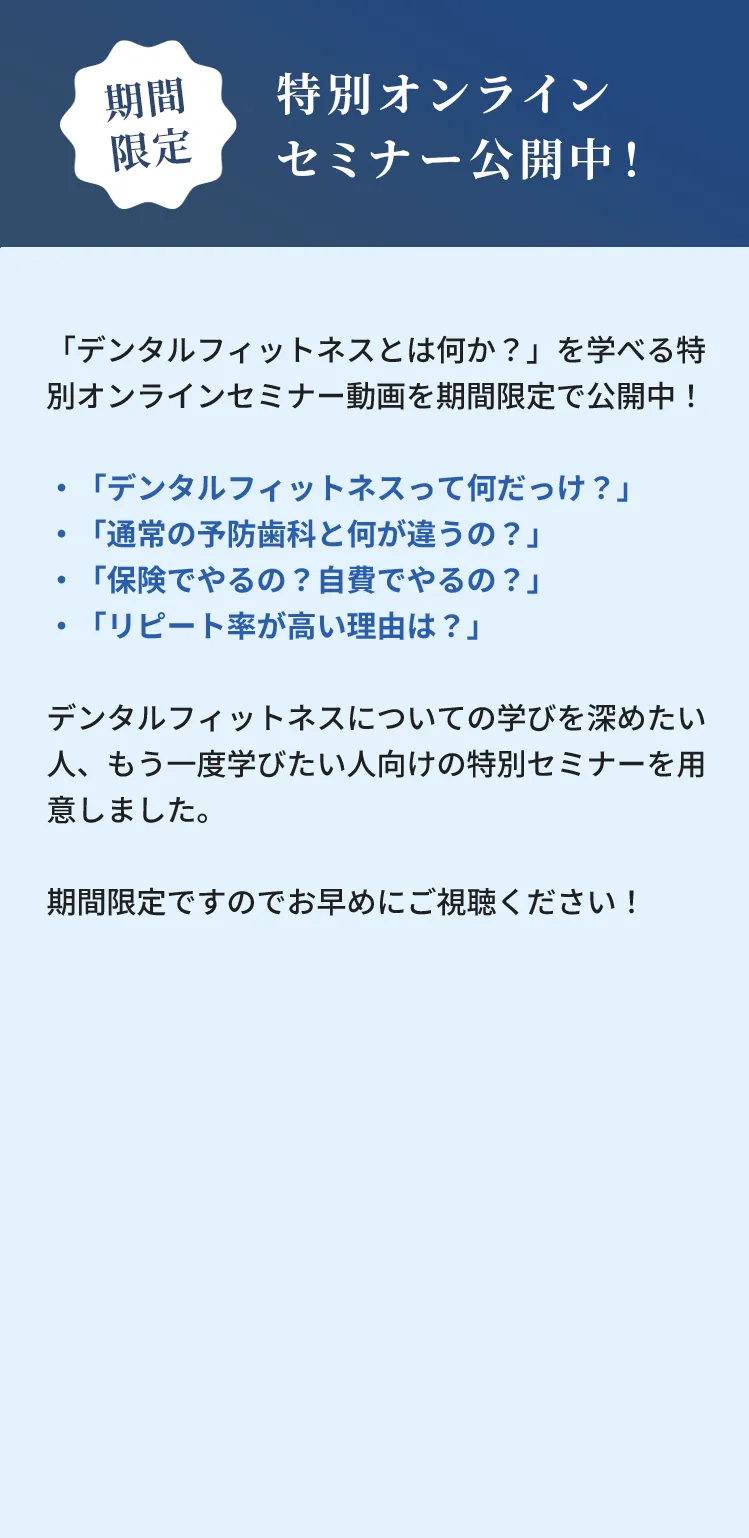 期間
限定
特別オンライン
セミナー公開中！
「デンタルフィットネスとは何か？」を学べる特
別オンラインセミナー動画を期間限定で公開中！
・「デンタルフィットネスって何だっけ？」
・「通常の予防歯科と何が違うの？」
・「保険でやるの？自費でやるの？」
・「リピート率が高い理由は？」
デンタルフィットネスについての学びを深めたい
人、もう一度学びたい人向けの特別セミナーを用
意しました。
期間限定ですのでお早めにご視聴ください！